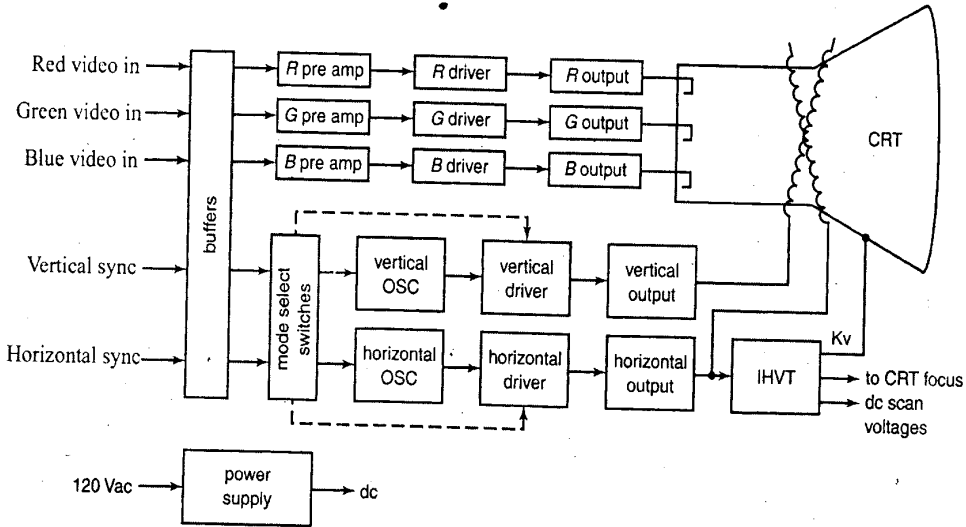 Red video in
R pre amp
R driver
R output
Green video in
G pre amp
G driver
G output
Blue video in
B pre amp
B driver
B output
CRT
buffers
Vertical sync
mode select
switches
vertical
OSC
vertical
driver
vertical
output
Horizontal sync
horizontal
OSC
horizontal
driver
horizontal
output
Kv
IHVT
to CRT focus
dc scan
voltages
120 Vac
power
supply
dc